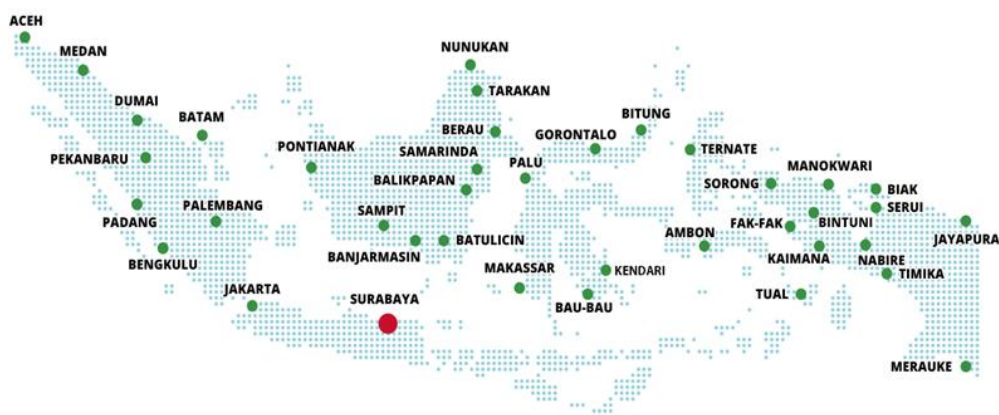 ACEH
MEDAN
NUNUKAN
TARAKAN
DUMAI
BATAM
BITUNG
BERAU
GORONTALO
PONTIANAK
SAMARINDA
PEKANBARU
PALU
TERNATE
MANOKWARI
BALIKPAPAN
SORONG
BIAK
PADANG
PALEMBANG
SAMPIT
SERUI
FAK-FAK
BINTUNI
AMBON
JAYAPURA
BENGKULU
BANJARMASIN
BATULICIN
KAIMANA
NABIRE
MAKASSAR
KENDARI
TIMIKA
JAKARTA
SURABAYA
BAU-BAU
TUAL
MERAUKE